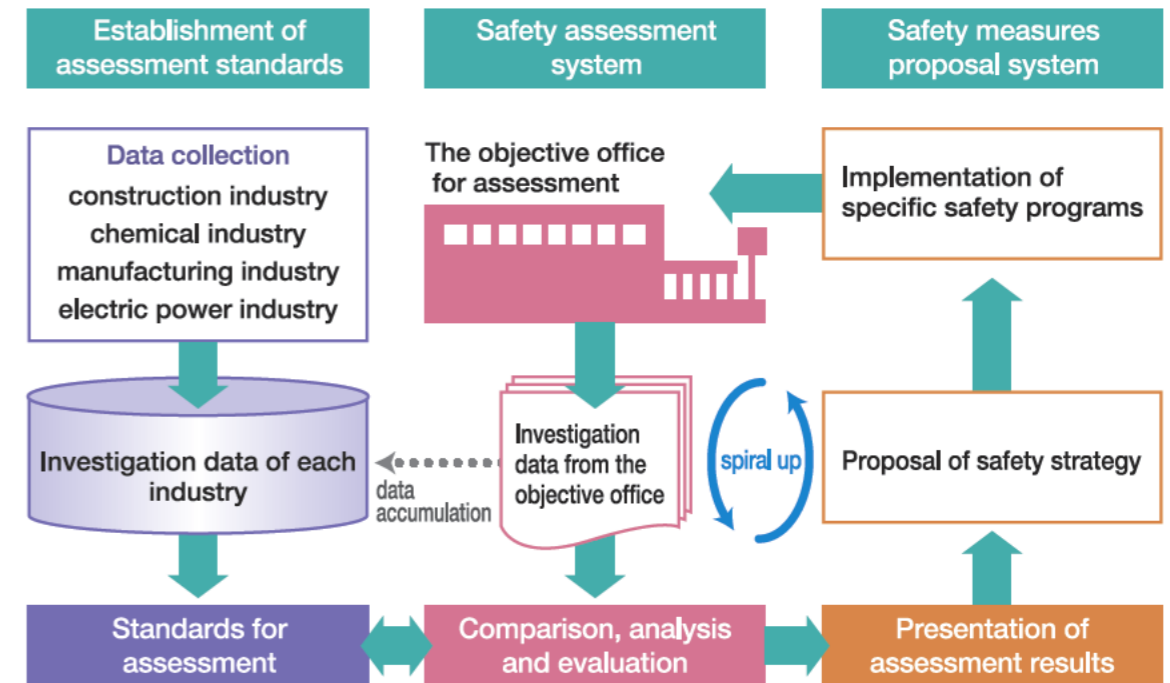 Establishment of
assessment standards
Safety assessment
system
Safety measures
proposal system
Data collection
construction industry
chemical industry
manufacturing industry
electric power industry
Investigation data of each
industry
Standards for
assessment
The objective office
for assessment
Investigation
data from the
objective office
data
accumulation
spiral up
Comparison, analysis
and evaluation
Implementation of
specific safety programs
Proposal of safety strategy
Presentation of
assessment results